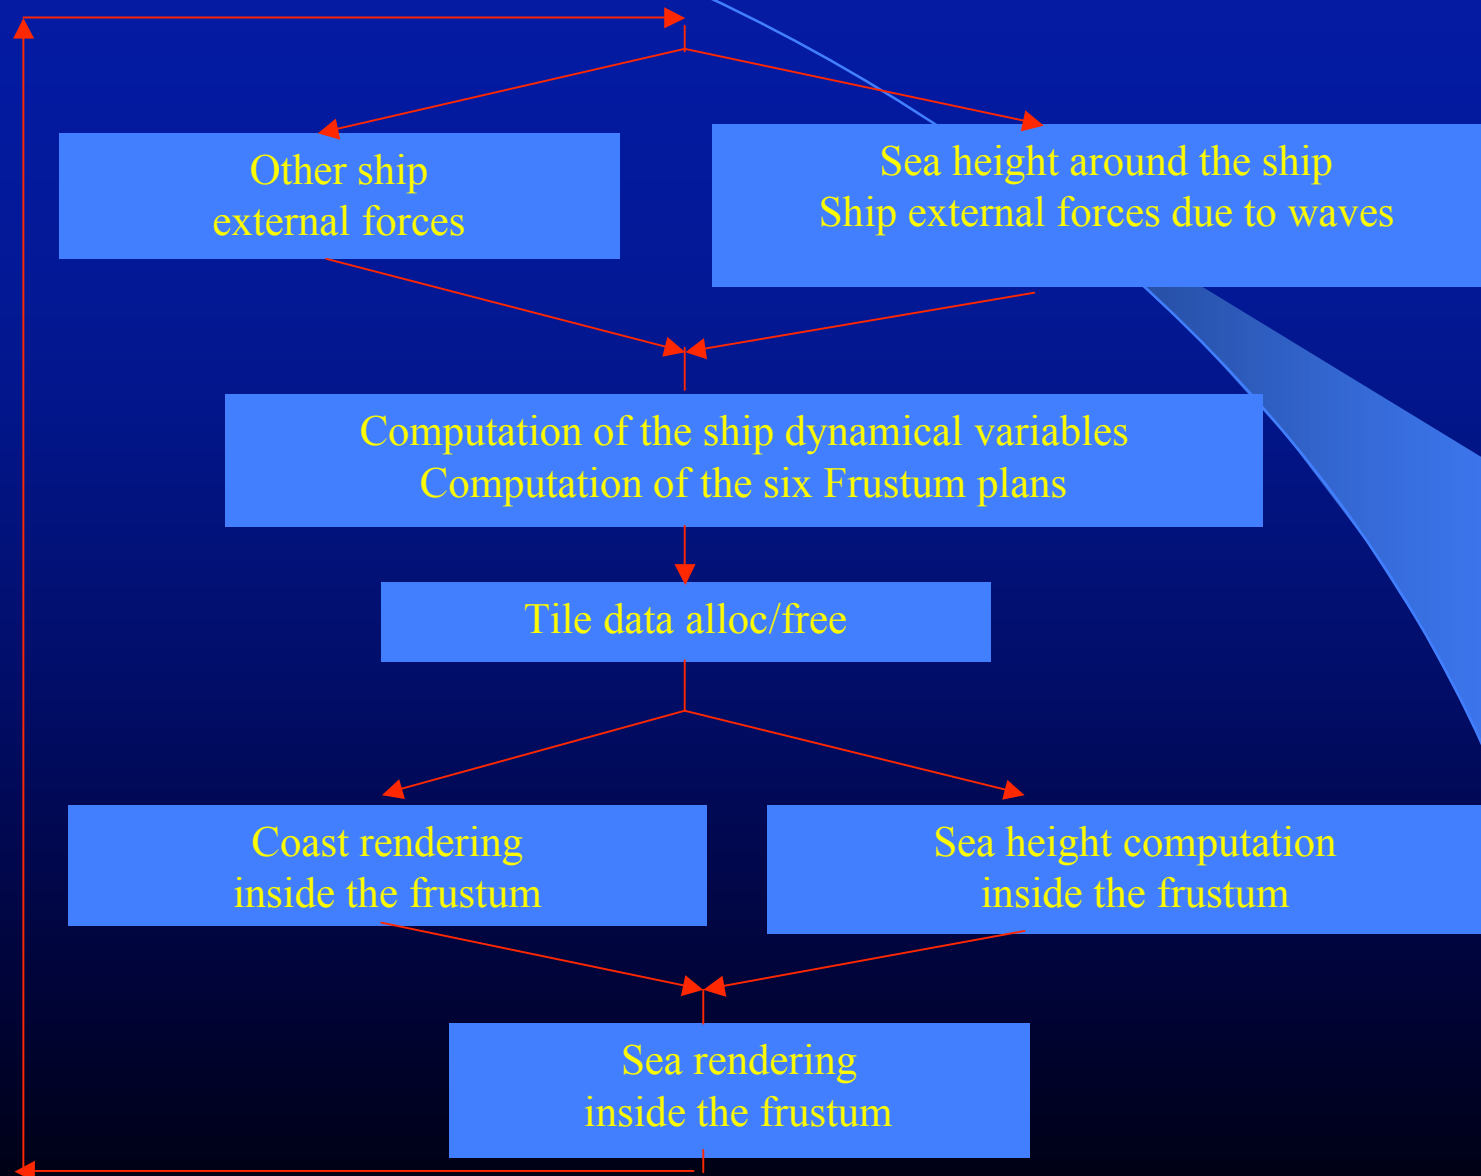 Other ship
external forces
Sea height around the ship
Ship external forces due to waves
Computation of the ship dynamical variables
Computation of the six Frustum plans
Tile data alloc/free
Coast rendering
inside the frustum
Sea height computation
inside the frustum
Sea rendering
inside the frustum